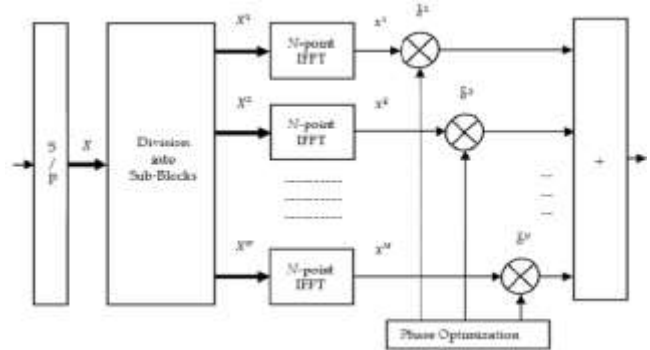 X¹
x¹
b¹
N-point
IFFT
X²
x²
b²
S
/
P
X
Division
into
Sub-Blocks
N-point
IFFT
+
Xᴹ
xᴹ
N-point
IFFT
Phase Optimization